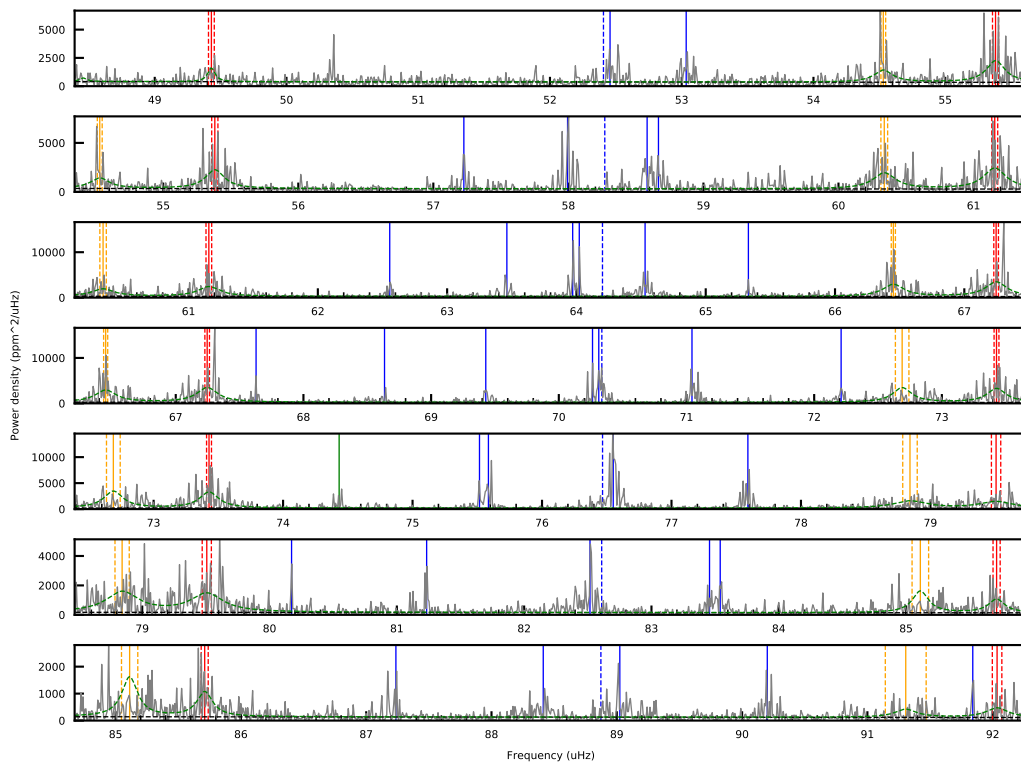 5000
2500
0
49 50 51 52 53 54 55
5000
0
55 56 57 58 59 60 61
10000
0
61 62 63 64 65 66 67
10000
0
67 68 69 70 71 72 73
10000
5000
0
73 74 75 76 77 78 79
4000
2000
0
79 80 81 82 83 84 85
2000
1000
0
85 86 87 88 89 90 91 92
Power density (ppm^2/uHz)
Frequency (uHz)